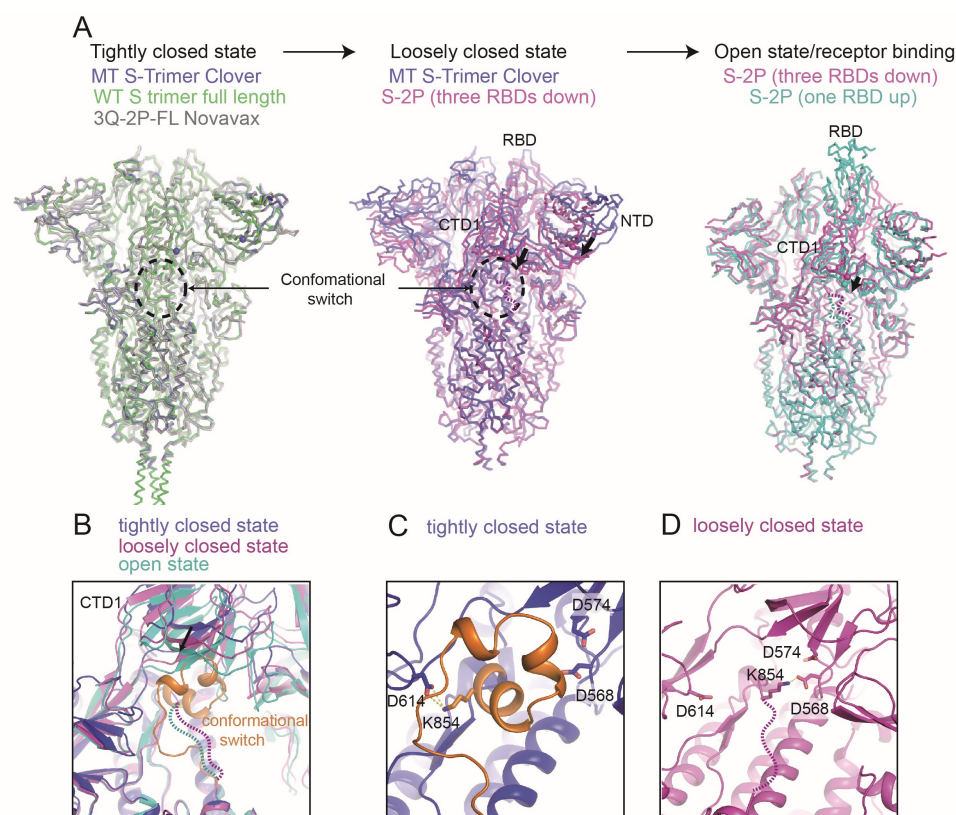 A
Tightly closed state
Loosely closed state
Open state/receptor binding
MT S-Trimer Clover
MT S-Trimer Clover
S-2P (three RBDs down)
WT S trimer full length
S-2P (three RBDs down)
S-2P (one RBD up)
3Q-2P-FL Novavax
RBD
RBD
CTD1
NTD
CTD1
Confomational
switch
B
tightly closed state
loosely closed state
open state
CTD1
conformational
switch
C
tightly closed state
D574
D614
K854
D568
D
loosely closed state
D574
K854
D614
D568